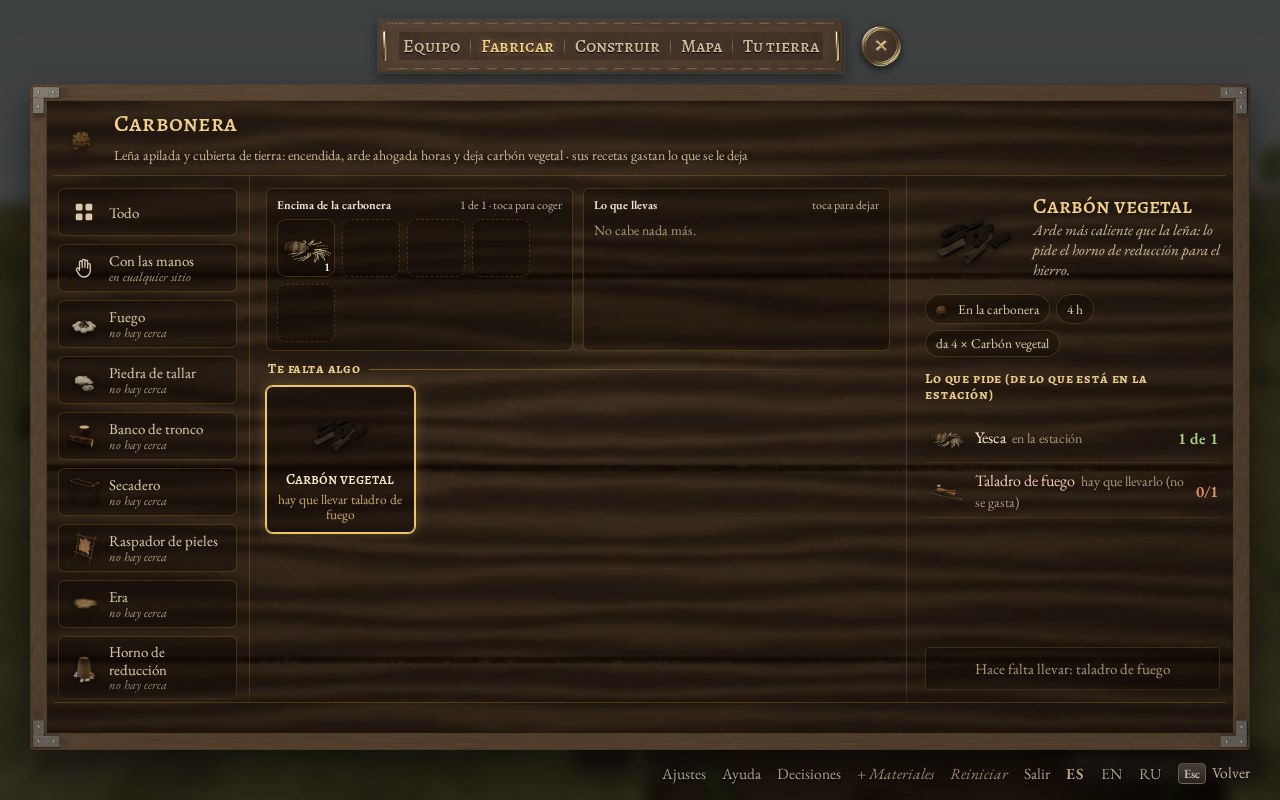 Equipo Fabricar Construir Mapa Tu tierra ×
Carbonera
Leña apilada y cubierta de tierra: encendida, arde ahogada horas y deja carbón vegetal · sus recetas gastan lo que se le deja
Todo
Con las manos
en cualquier sitio
Fuego
no hay cerca
Piedra de tallar
no hay cerca
Banco de tronco
no hay cerca
Secadero
no hay cerca
Raspador de pieles
no hay cerca
Era
no hay cerca
Horno de
reducción
no hay cerca
Encima de la carbonera 1 de 1 · toca para coger
1
Lo que llevas toca para dejar
No cabe nada más.
Te falta algo
Carbón vegetal
hay que llevar taladro de
fuego
Carbón vegetal
Arde más caliente que la leña: lo
pide el horno de reducción para el
hierro.
En la carbonera 4 h
da 4 × Carbón vegetal
Lo que pide (de lo que está en la
estación)
Yesca en la estación 1 de 1
Taladro de fuego hay que llevarlo (no
se gasta) 0/1
Hace falta llevar: taladro de fuego
Ajustes Ayuda Decisiones + Materiales Reiniciar Salir ES EN RU Esc Volver